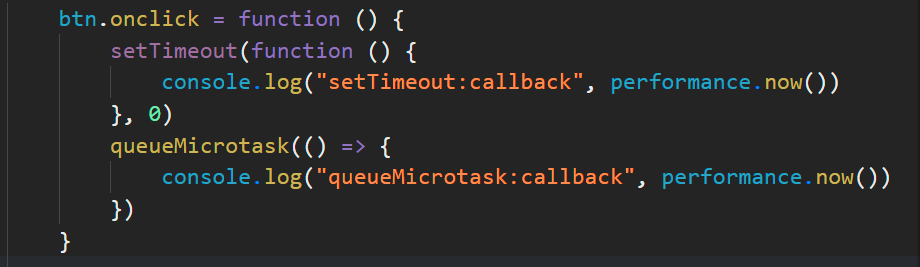 btn.onclick = function () {
setTimeout(function () {
console.log("setTimeout:callback", performance.now())
}, 0)
queueMicrotask(() => {
console.log("queueMicrotask:callback", performance.now())
})
}